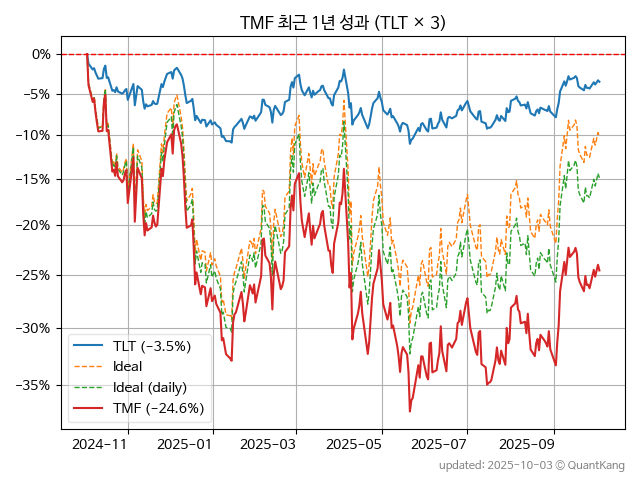 TMF 최근 1년 성과 (TLT × 3)
0%
−5%
−10%
−15%
−20%
−25%
−30%
−35%
TLT (−3.5%)
Ideal
Ideal (daily)
TMF (−24.6%)
2024−11
2025−01
2025−03
2025−05
2025−07
2025−09
updated: 2025-10-03 ⓒ QuantKang